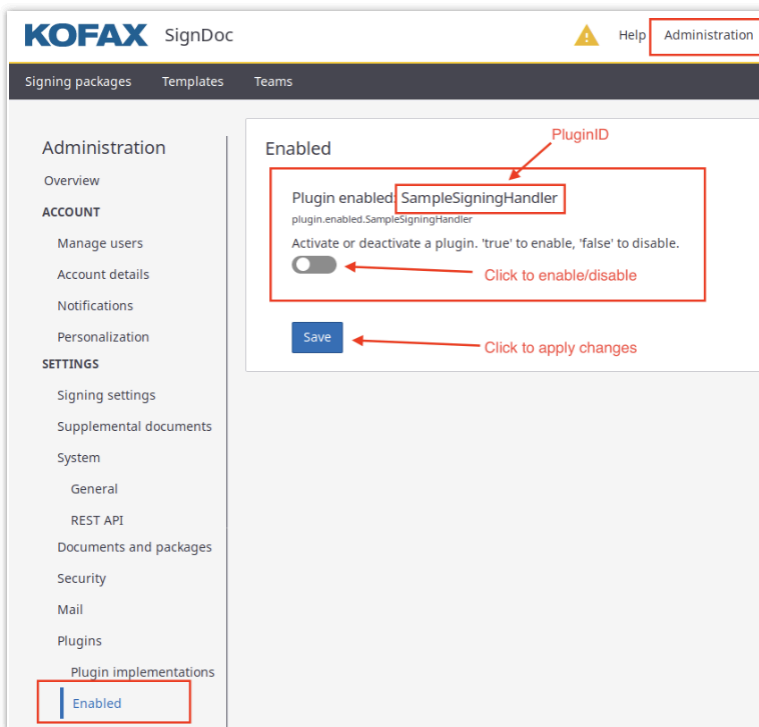 KOFAX SignDoc
Help Administration
Signing packages Templates Teams
Administration
Overview
ACCOUNT
Manage users
Account details
Notifications
Personalization
SETTINGS
Signing settings
Supplemental documents
System
General
REST API
Documents and packages
Security
Mail
Plugins
Plugin implementations
Enabled
Enabled
PluginID
Plugin enabled: SampleSigningHandler
plugin.enabled.SampleSigningHandler
Activate or deactivate a plugin. 'true' to enable, 'false' to disable.
Click to enable/disable
Save
Click to apply changes